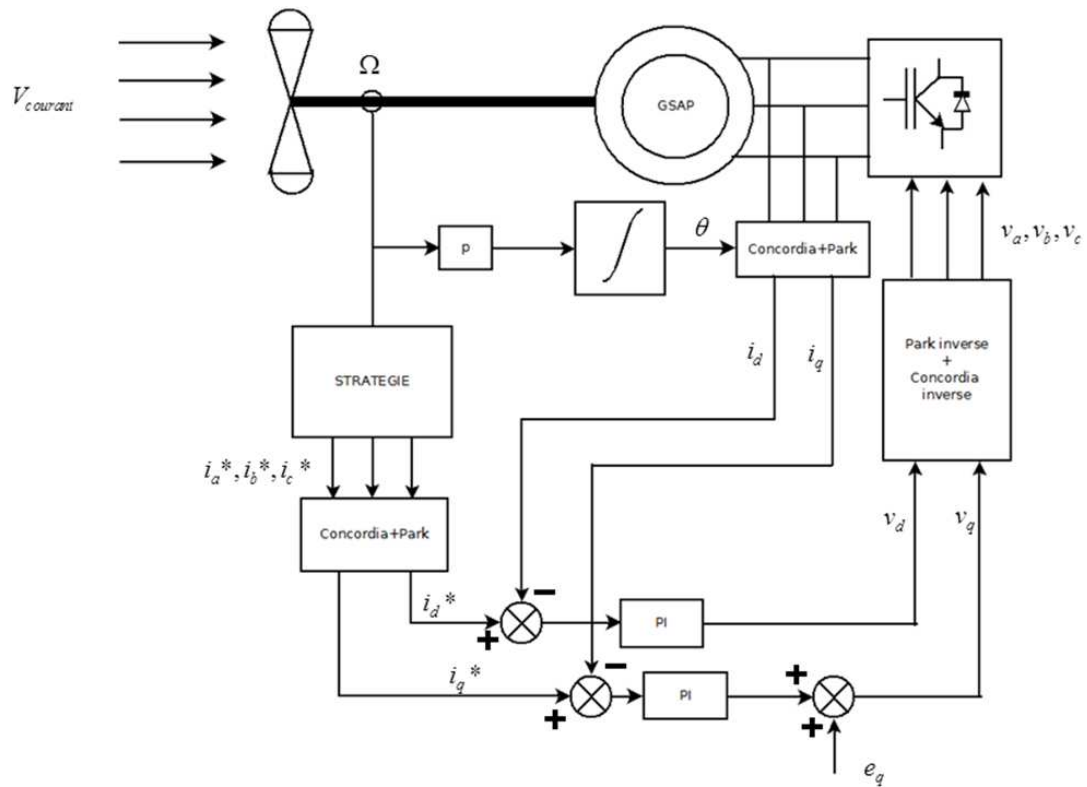 Ω
V courant
GSAP
v_a, v_b, v_c
θ
p
∫
Concordia+Park
i_d
i_q
STRATEGIE
Park inverse
+
Concordia
inverse
i_a*, i_b*, i_c*
Concordia+Park
v_d
v_q
i_d*
−
+
PI
i_q*
−
+
PI
+
+
e_q